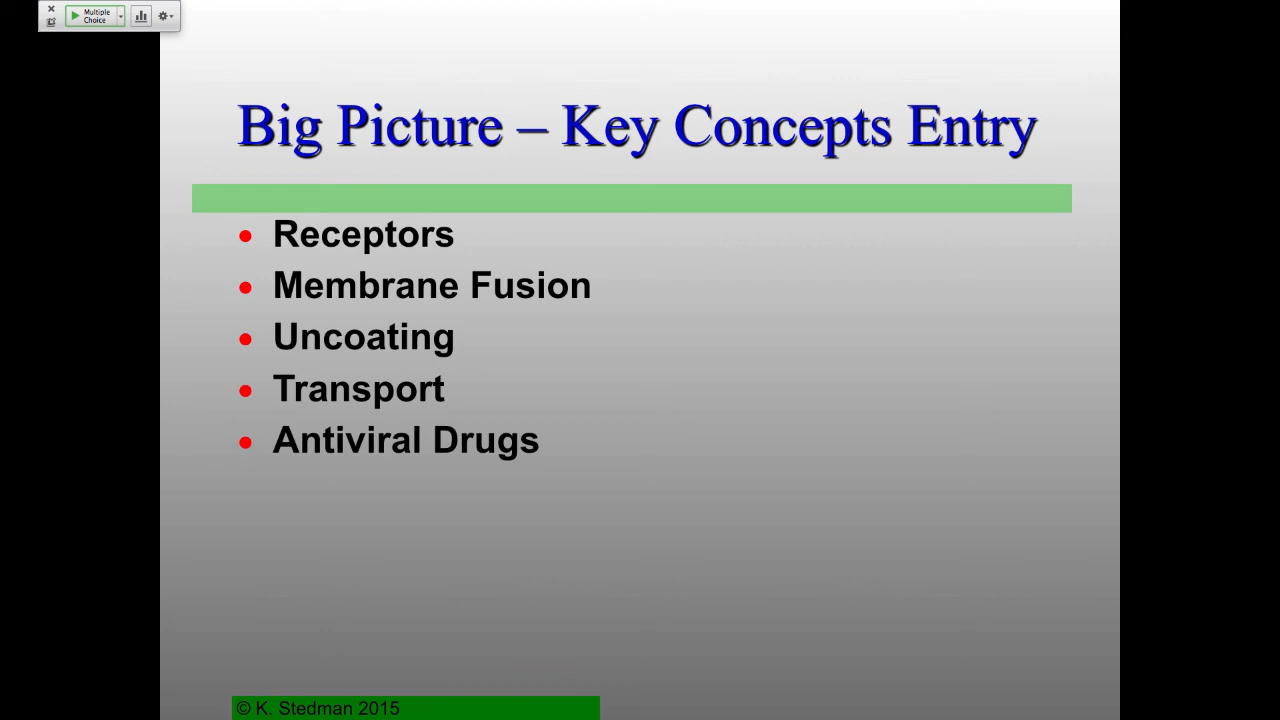 Multiple
Choice
Big Picture – Key Concepts Entry
• Receptors
• Membrane Fusion
• Uncoating
• Transport
• Antiviral Drugs
© K. Stedman 2015